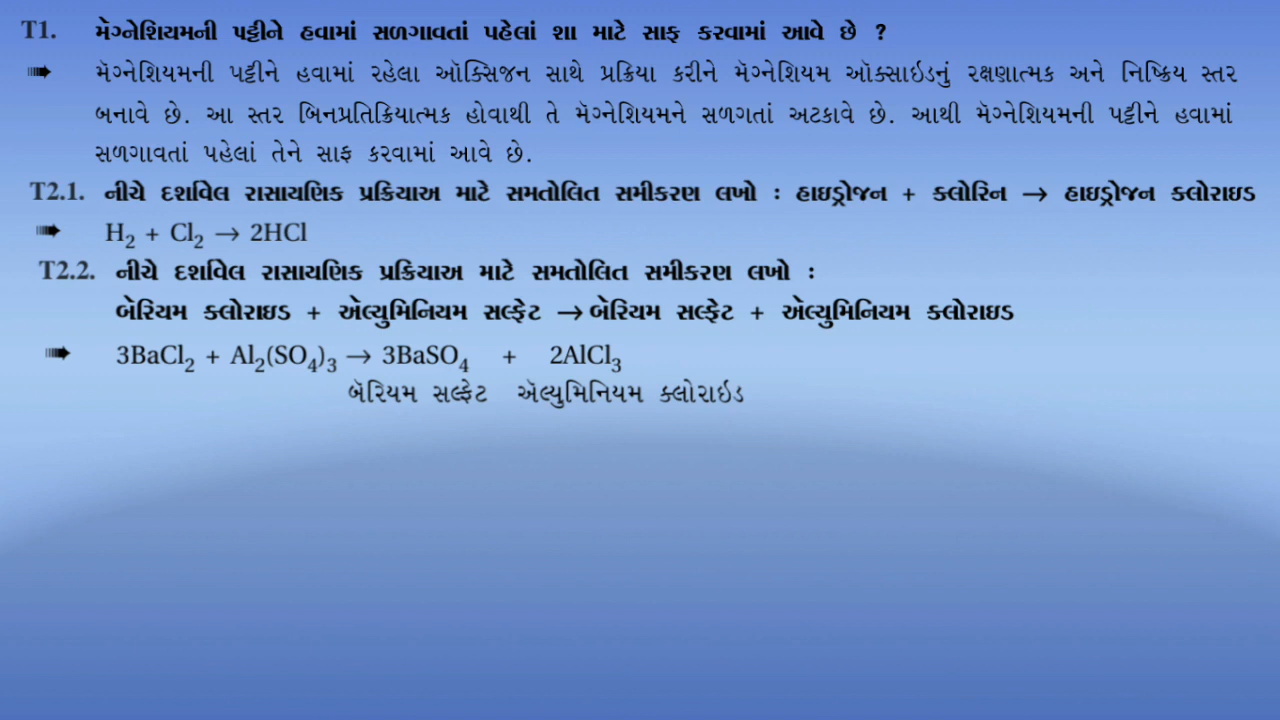 T1. મૅગ્નેશિયમની પટ્ટીને હવામાં સળગાવતાં પહેલાં શા માટે સાફ કરવામાં આવે છે ?
➠ મૅગ્નેશિયમની પટ્ટીને હવામાં રહેલા ઑક્સિજન સાથે પ્રક્રિયા કરીને મૅગ્નેશિયમ ઑક્સાઇડનું રક્ષણાત્મક અને નિષ્ક્રિય સ્તર
બનાવે છે. આ સ્તર બિનપ્રતિક્રિયાત્મક હોવાથી તે મૅગ્નેશિયમને સળગતાં અટકાવે છે. આથી મૅગ્નેશિયમની પટ્ટીને હવામાં
સળગાવતાં પહેલાં તેને સાફ કરવામાં આવે છે.
T2.1. નીચે દર્શાવેલ રાસાયણિક પ્રક્રિયાઅ માટે સમતોલિત સમીકરણ લખો : હાઇડ્રોજન + ક્લોરિન → હાઇડ્રોજન ક્લોરાઇડ
➠ H₂ + Cl₂ → 2HCl
T2.2. નીચે દર્શાવેલ રાસાયણિક પ્રક્રિયાઅ માટે સમતોલિત સમીકરણ લખો :
બૅરિયમ ક્લોરાઇડ + ઍલ્યુમિનિયમ સલ્ફેટ → બૅરિયમ સલ્ફેટ + ઍલ્યુમિનિયમ ક્લોરાઇડ
➠ 3BaCl₂ + Al₂(SO₄)₃ → 3BaSO₄ + 2AlCl₃
બૅરિયમ સલ્ફેટ ઍલ્યુમિનિયમ ક્લોરાઇડ